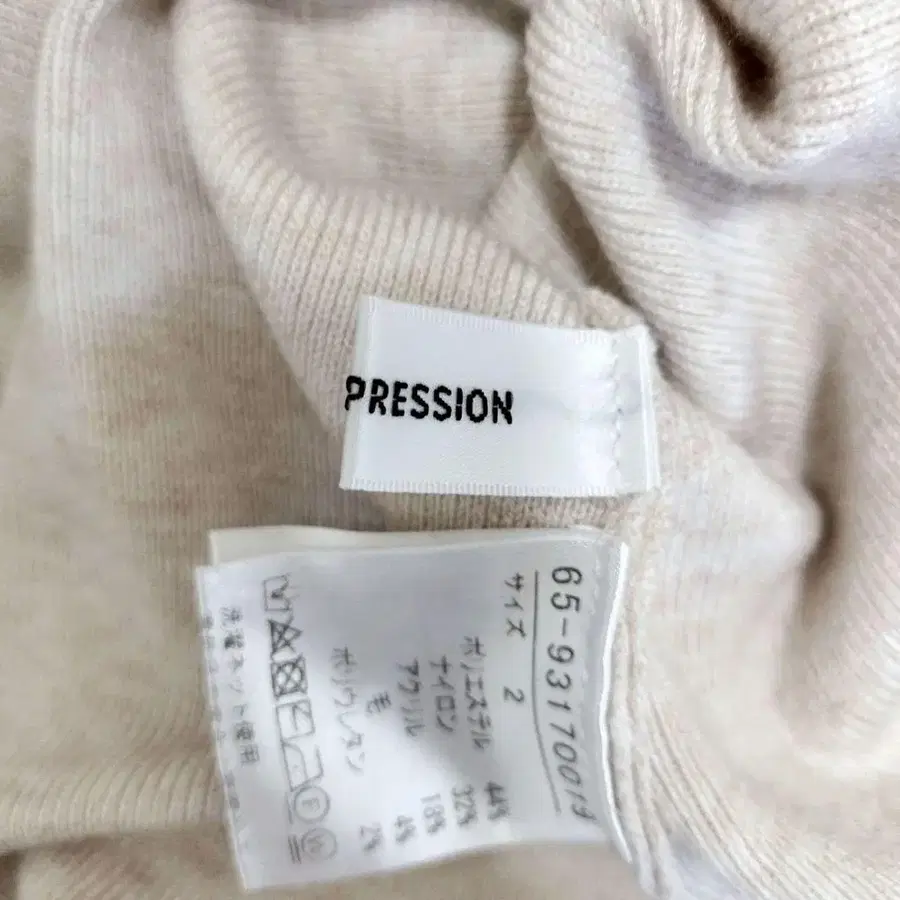 PRESSION
65-9317001
サイズ 2
ポリエステル 44%
ナイロン 32%
アクリル 18%
毛 4%
ポリウレタン 2%
洗濯ネット使用